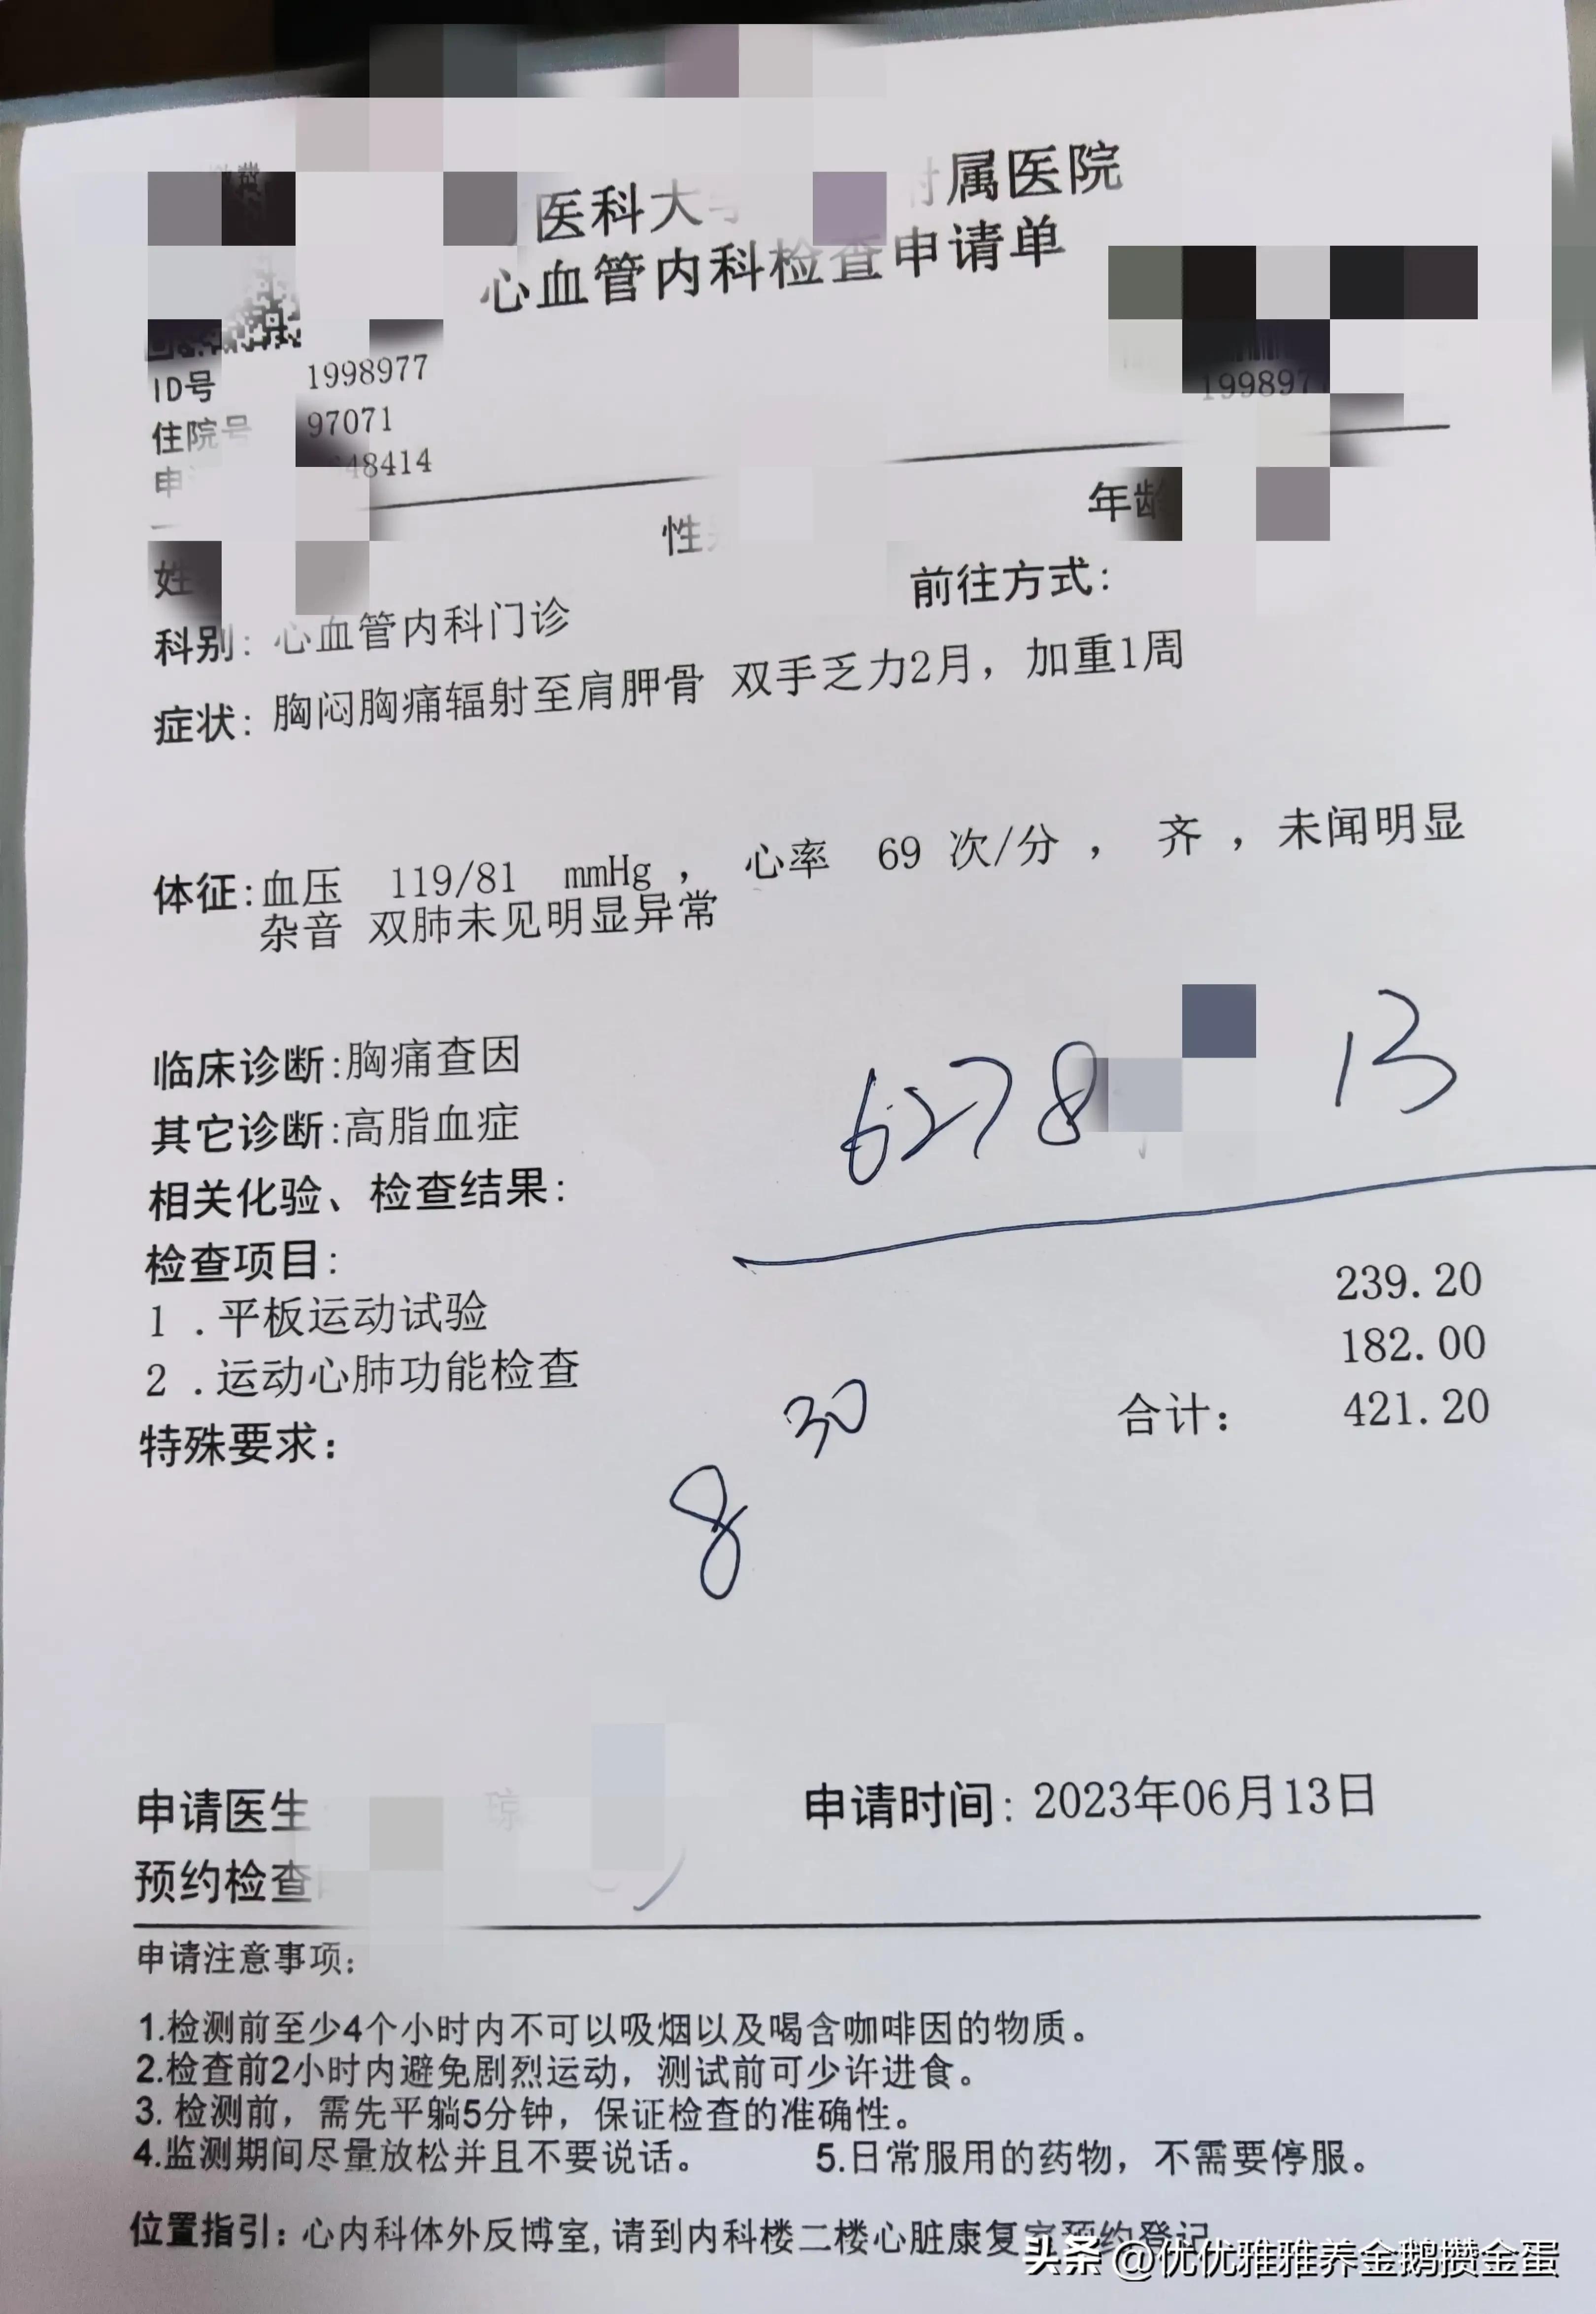 医科大 属医院
心血管内科检查申请单
ID号 1998977
199897
住院号 97071
申 48414
性 年龄
姓 前往方式:
科别: 心血管内科门诊
症状: 胸闷胸痛辐射至肩胛骨 双手乏力2月，加重1周
体征: 血压 119/81 mmHg ， 心率 69 次/分 ， 齐 ，未闻明显
杂音 双肺未见明显异常
临床诊断:胸痛查因
其它诊断:高脂血症
6278 13
相关化验、检查结果:
检查项目:
1 .平板运动试验 239.20
2 .运动心肺功能检查 182.00
特殊要求: 合计: 421.20
8 30
申请医生 琼 申请时间: 2023年06月13日
预约检查
申请注意事项:
1.检测前至少4个小时内不可以吸烟以及喝含咖啡因的物质。
2.检查前2小时内避免剧烈运动，测试前可少许进食。
3. 检测前，需先平躺5分钟，保证检查的准确性。
4.监测期间尽量放松并且不要说话。 5.日常服用的药物，不需要停服。
位置指引: 心内科体外反博室,请到内科楼二楼心脏康复室预约登记
头条 @优优雅雅养金鹅攒金蛋